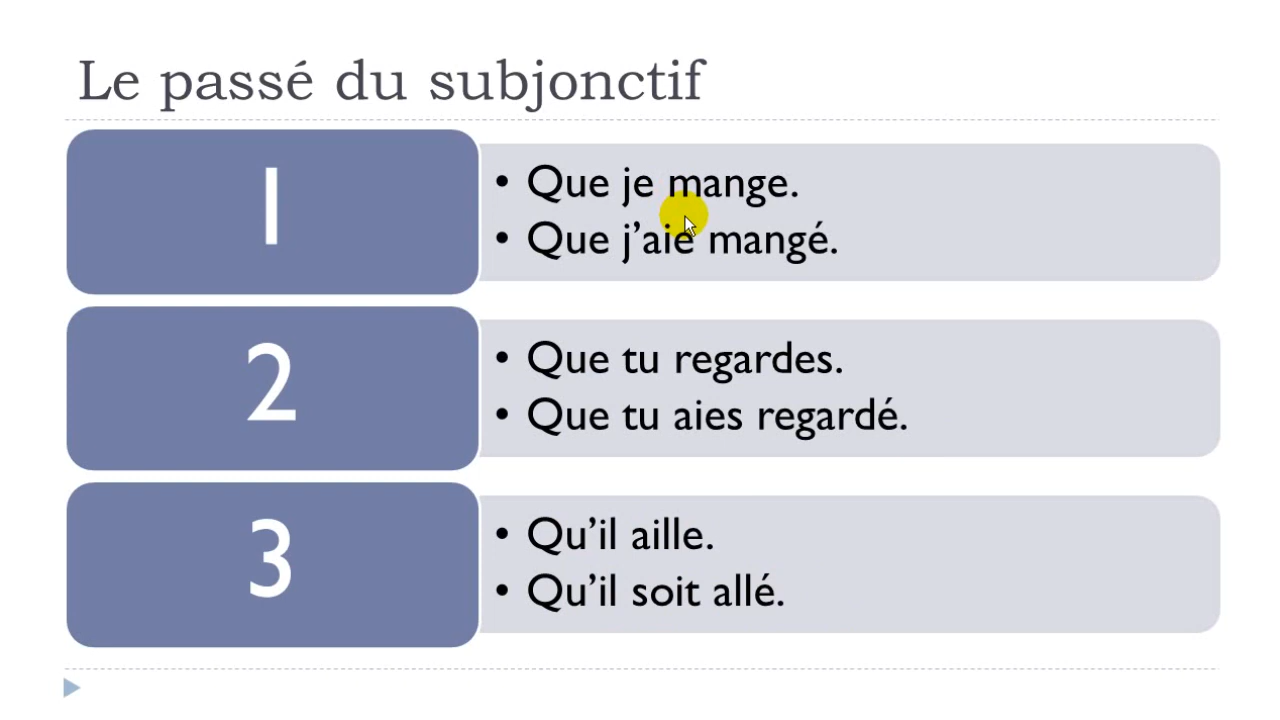 Le passé du subjonctif
1
• Que je mange.
• Que j’aie mangé.
2
• Que tu regardes.
• Que tu aies regardé.
3
• Qu’il aille.
• Qu’il soit allé.